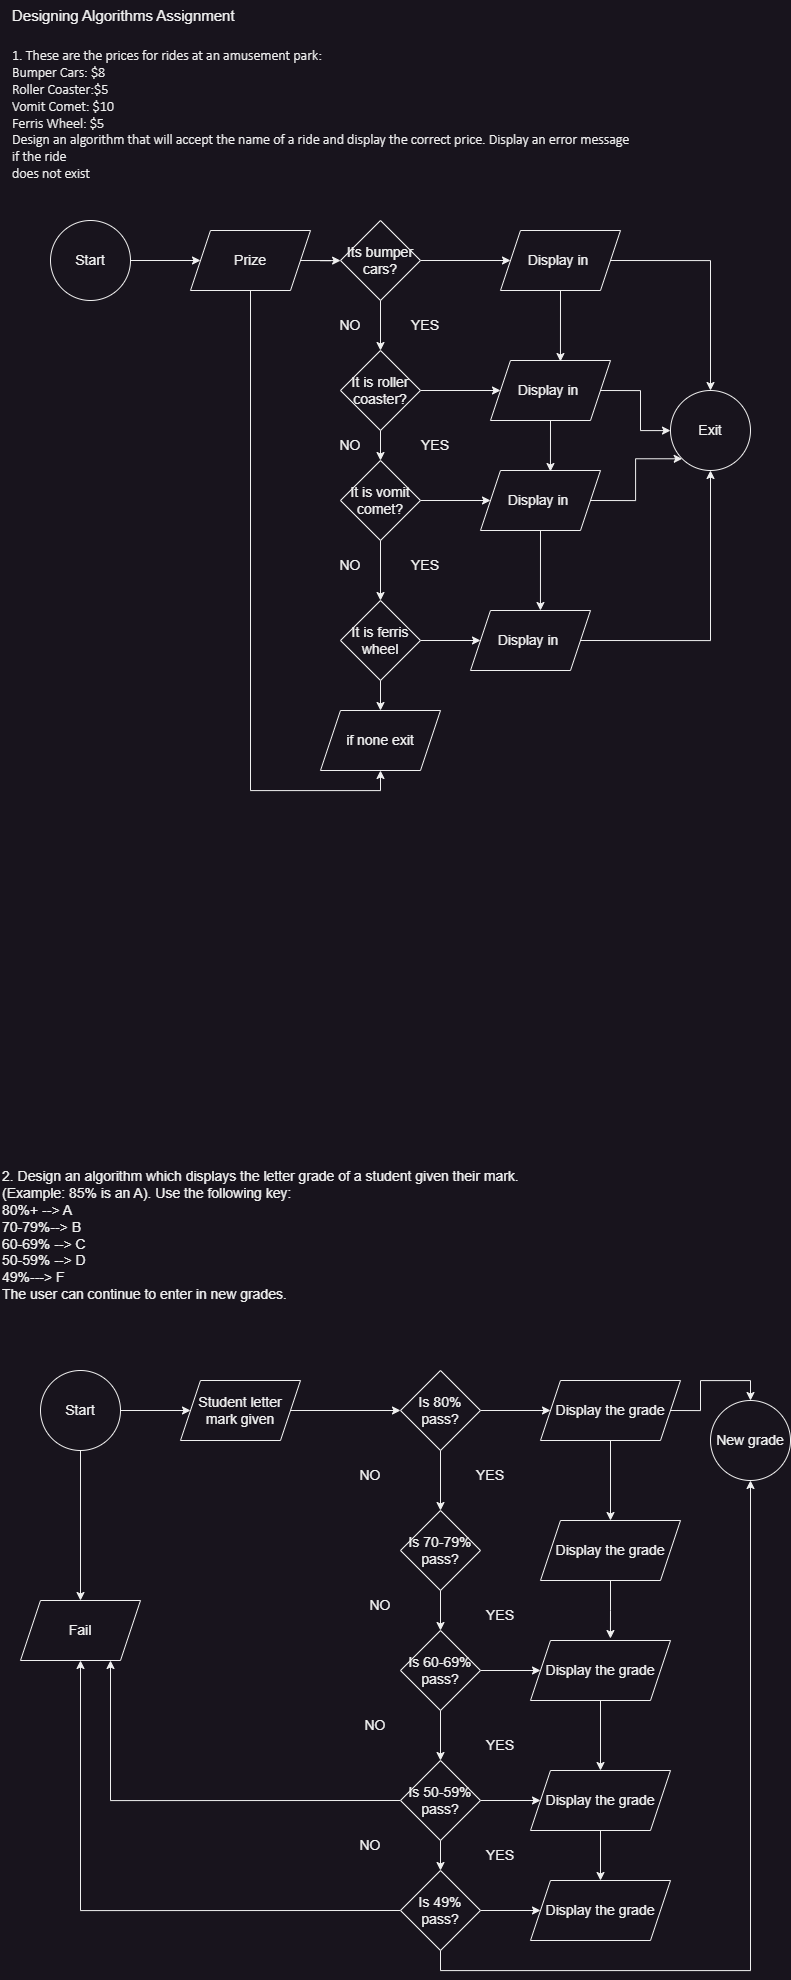 Designing Algorithms Assignment
1. These are the prices for rides at an amusement park:
Bumper Cars: $8
Roller Coaster:$5
Vomit Comet: $10
Ferris Wheel: $5
Design an algorithm that will accept the name of a ride and display the correct price. Display an error message
if the ride
does not exist
Start
Prize
Its bumper
cars?
Display in
NO
YES
It is roller
coaster?
Display in
Exit
NO
YES
It is vomit
comet?
Display in
NO
YES
It is ferris
wheel
Display in
if none exit
2. Design an algorithm which displays the letter grade of a student given their mark.
(Example: 85% is an A). Use the following key:
80%+ --> A
70-79%--> B
60-69% --> C
50-59% --> D
49%---> F
The user can continue to enter in new grades.
Start
Student letter
mark given
Is 80%
pass?
Display the grade
New grade
NO
YES
Is 70-79%
pass?
Display the grade
NO
YES
Fail
Is 60-69%
pass?
Display the grade
NO
YES
Is 50-59%
pass?
Display the grade
NO
YES
Is 49%
pass?
Display the grade